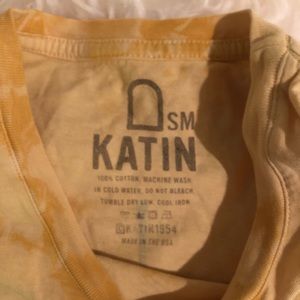 SM
KATIN
100% COTTON. MACHINE WASH
IN COLD WATER. DO NOT BLEACH.
TUMBLE DRY LOW. COOL IRON.
KATIN1954
MADE IN THE USA